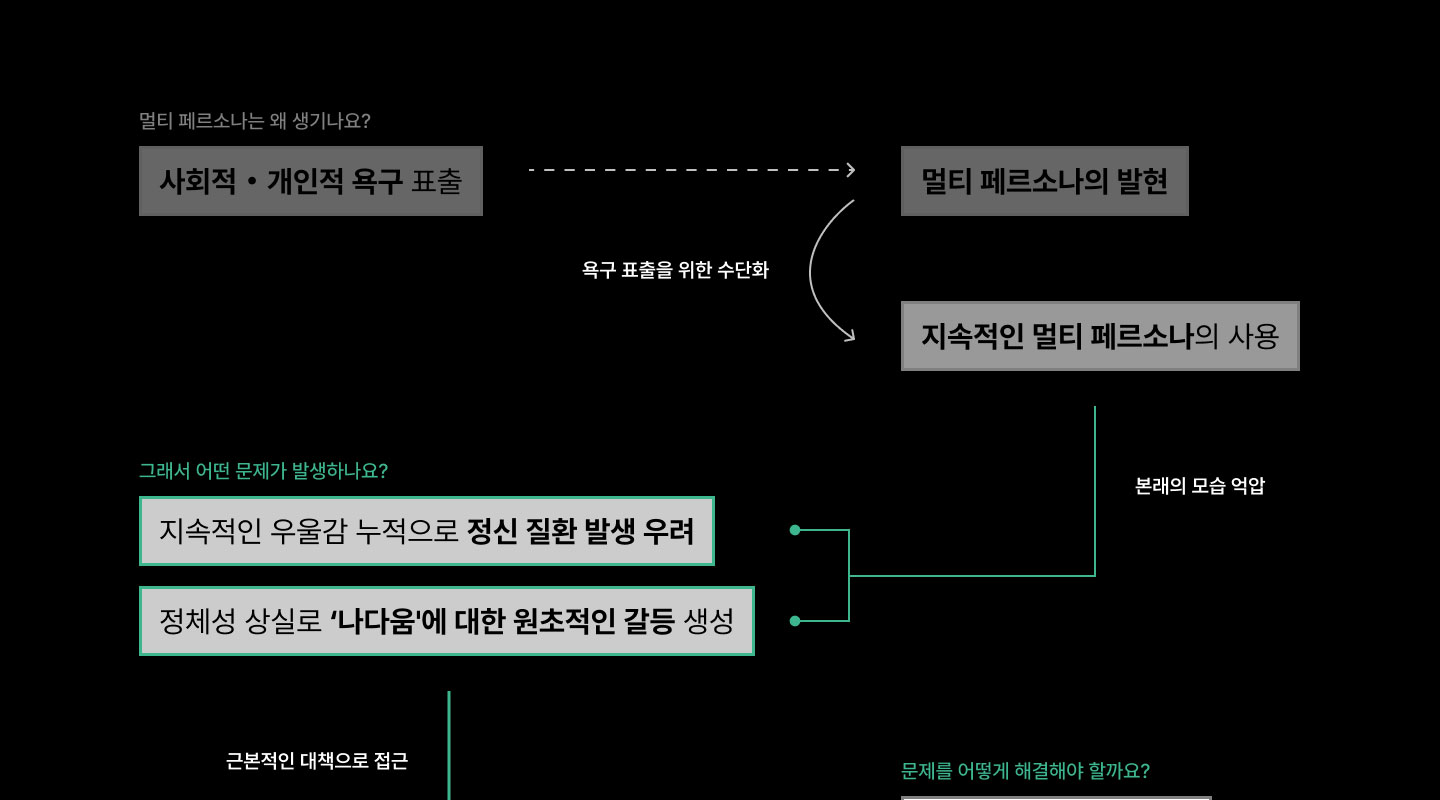 멀티 페르소나는 왜 생기나요?
사회적 • 개인적 욕구 표출
멀티 페르소나의 발현
욕구 표출을 위한 수단화
지속적인 멀티 페르소나의 사용
본래의 모습 억압
그래서 어떤 문제가 발생하나요?
지속적인 우울감 누적으로 정신 질환 발생 우려
정체성 상실로 ‘나다움'에 대한 원초적인 갈등 생성
근본적인 대책으로 접근
문제를 어떻게 해결해야 할까요?